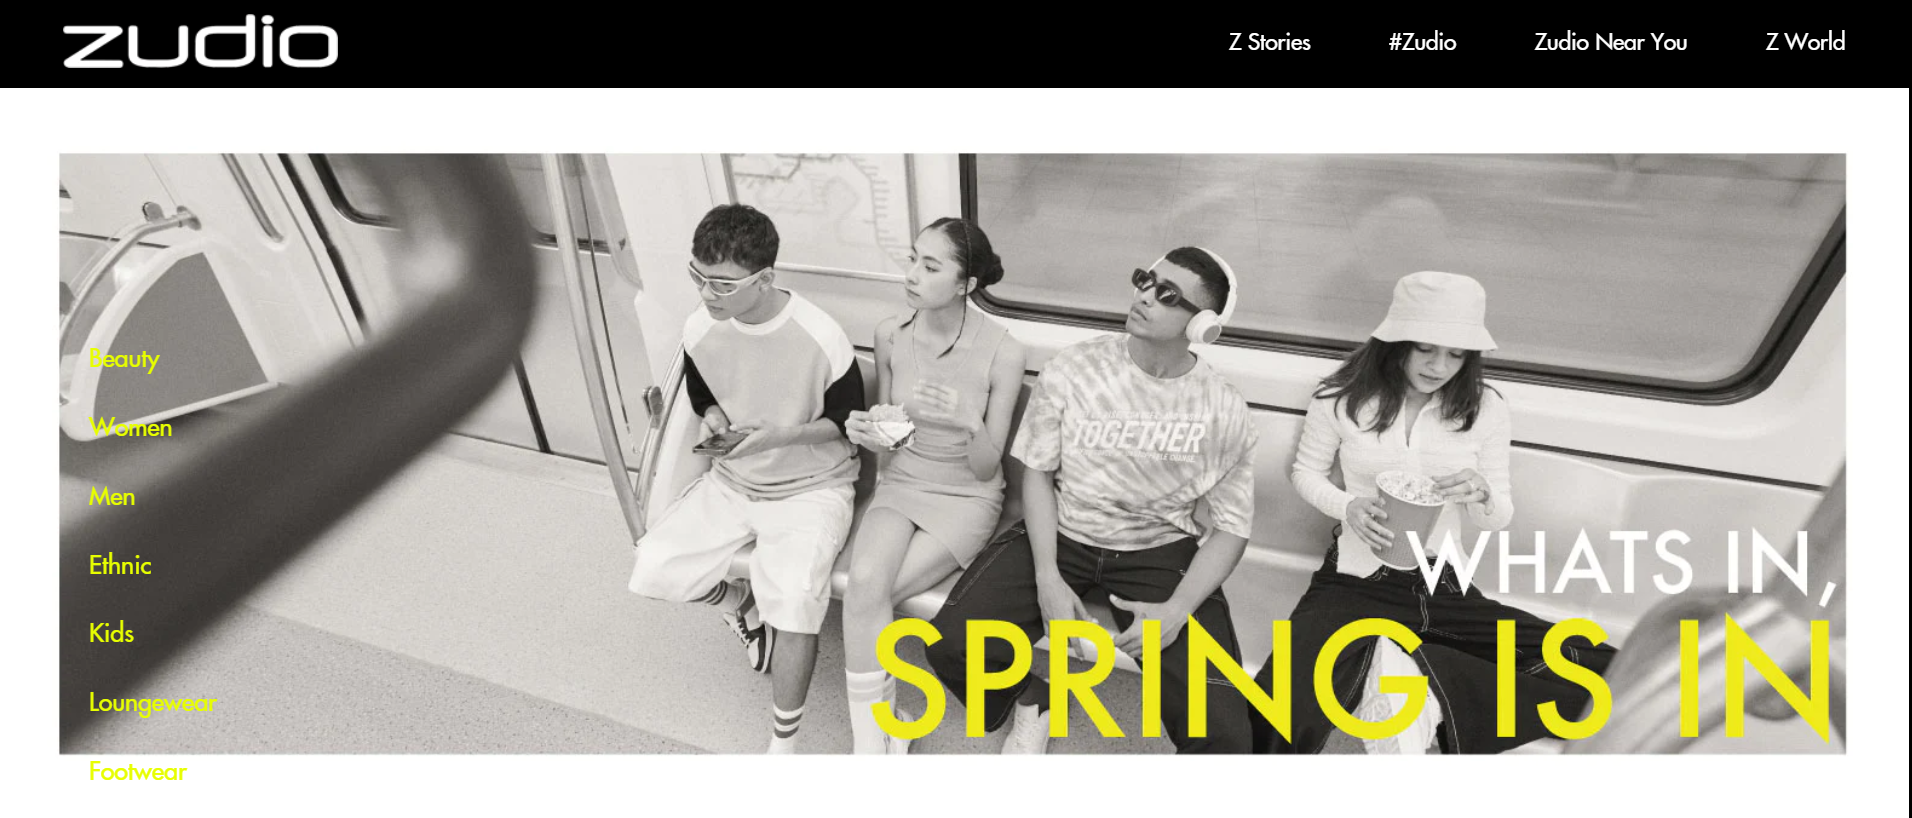 zudio
Z Stories
#Zudio
Zudio Near You
Z World
Beauty
Women
Men
Ethnic
Kids
Loungewear
Footwear
TOGETHER
WHATS IN,
SPRING IS IN